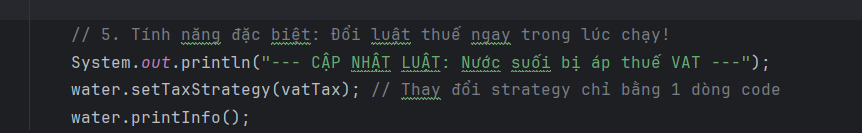 // 5. Tính năng đặc biệt: Đổi luật thuế ngay trong lúc chạy!
System.out.println("--- CẬP NHẬT LUẬT: Nước suối bị áp thuế VAT ---");
water.setTaxStrategy(vatTax); // Thay đổi strategy chỉ bằng 1 dòng code
water.printInfo();